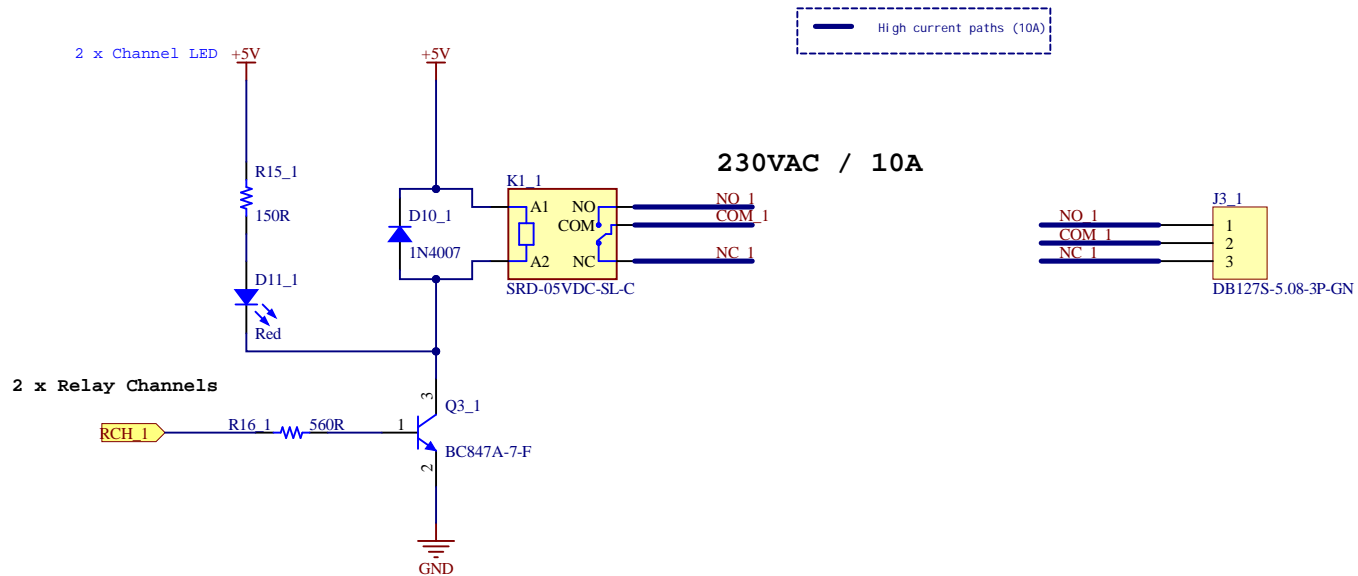 High current paths (10A)
2 x Channel LED
+5V
+5V
R15_1
150R
D11_1
Red
D10_1
1N4007
230VAC / 10A
K1_1
A1
A2
NO
COM
NC
SRD-05VDC-SL-C
NO_1
COM_1
NC_1
NO_1
COM_1
NC_1
J3_1
1
2
3
DB127S-5.08-3P-GN
2 x Relay Channels
RCH_1
R16_1
560R
1
3
2
Q3_1
BC847A-7-F
GND